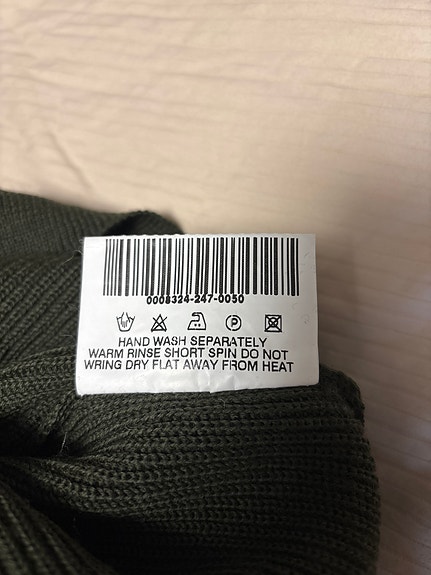 0008324-247-0050
HAND WASH SEPARATELY
WARM RINSE SHORT SPIN DO NOT
WRING DRY FLAT AWAY FROM HEAT